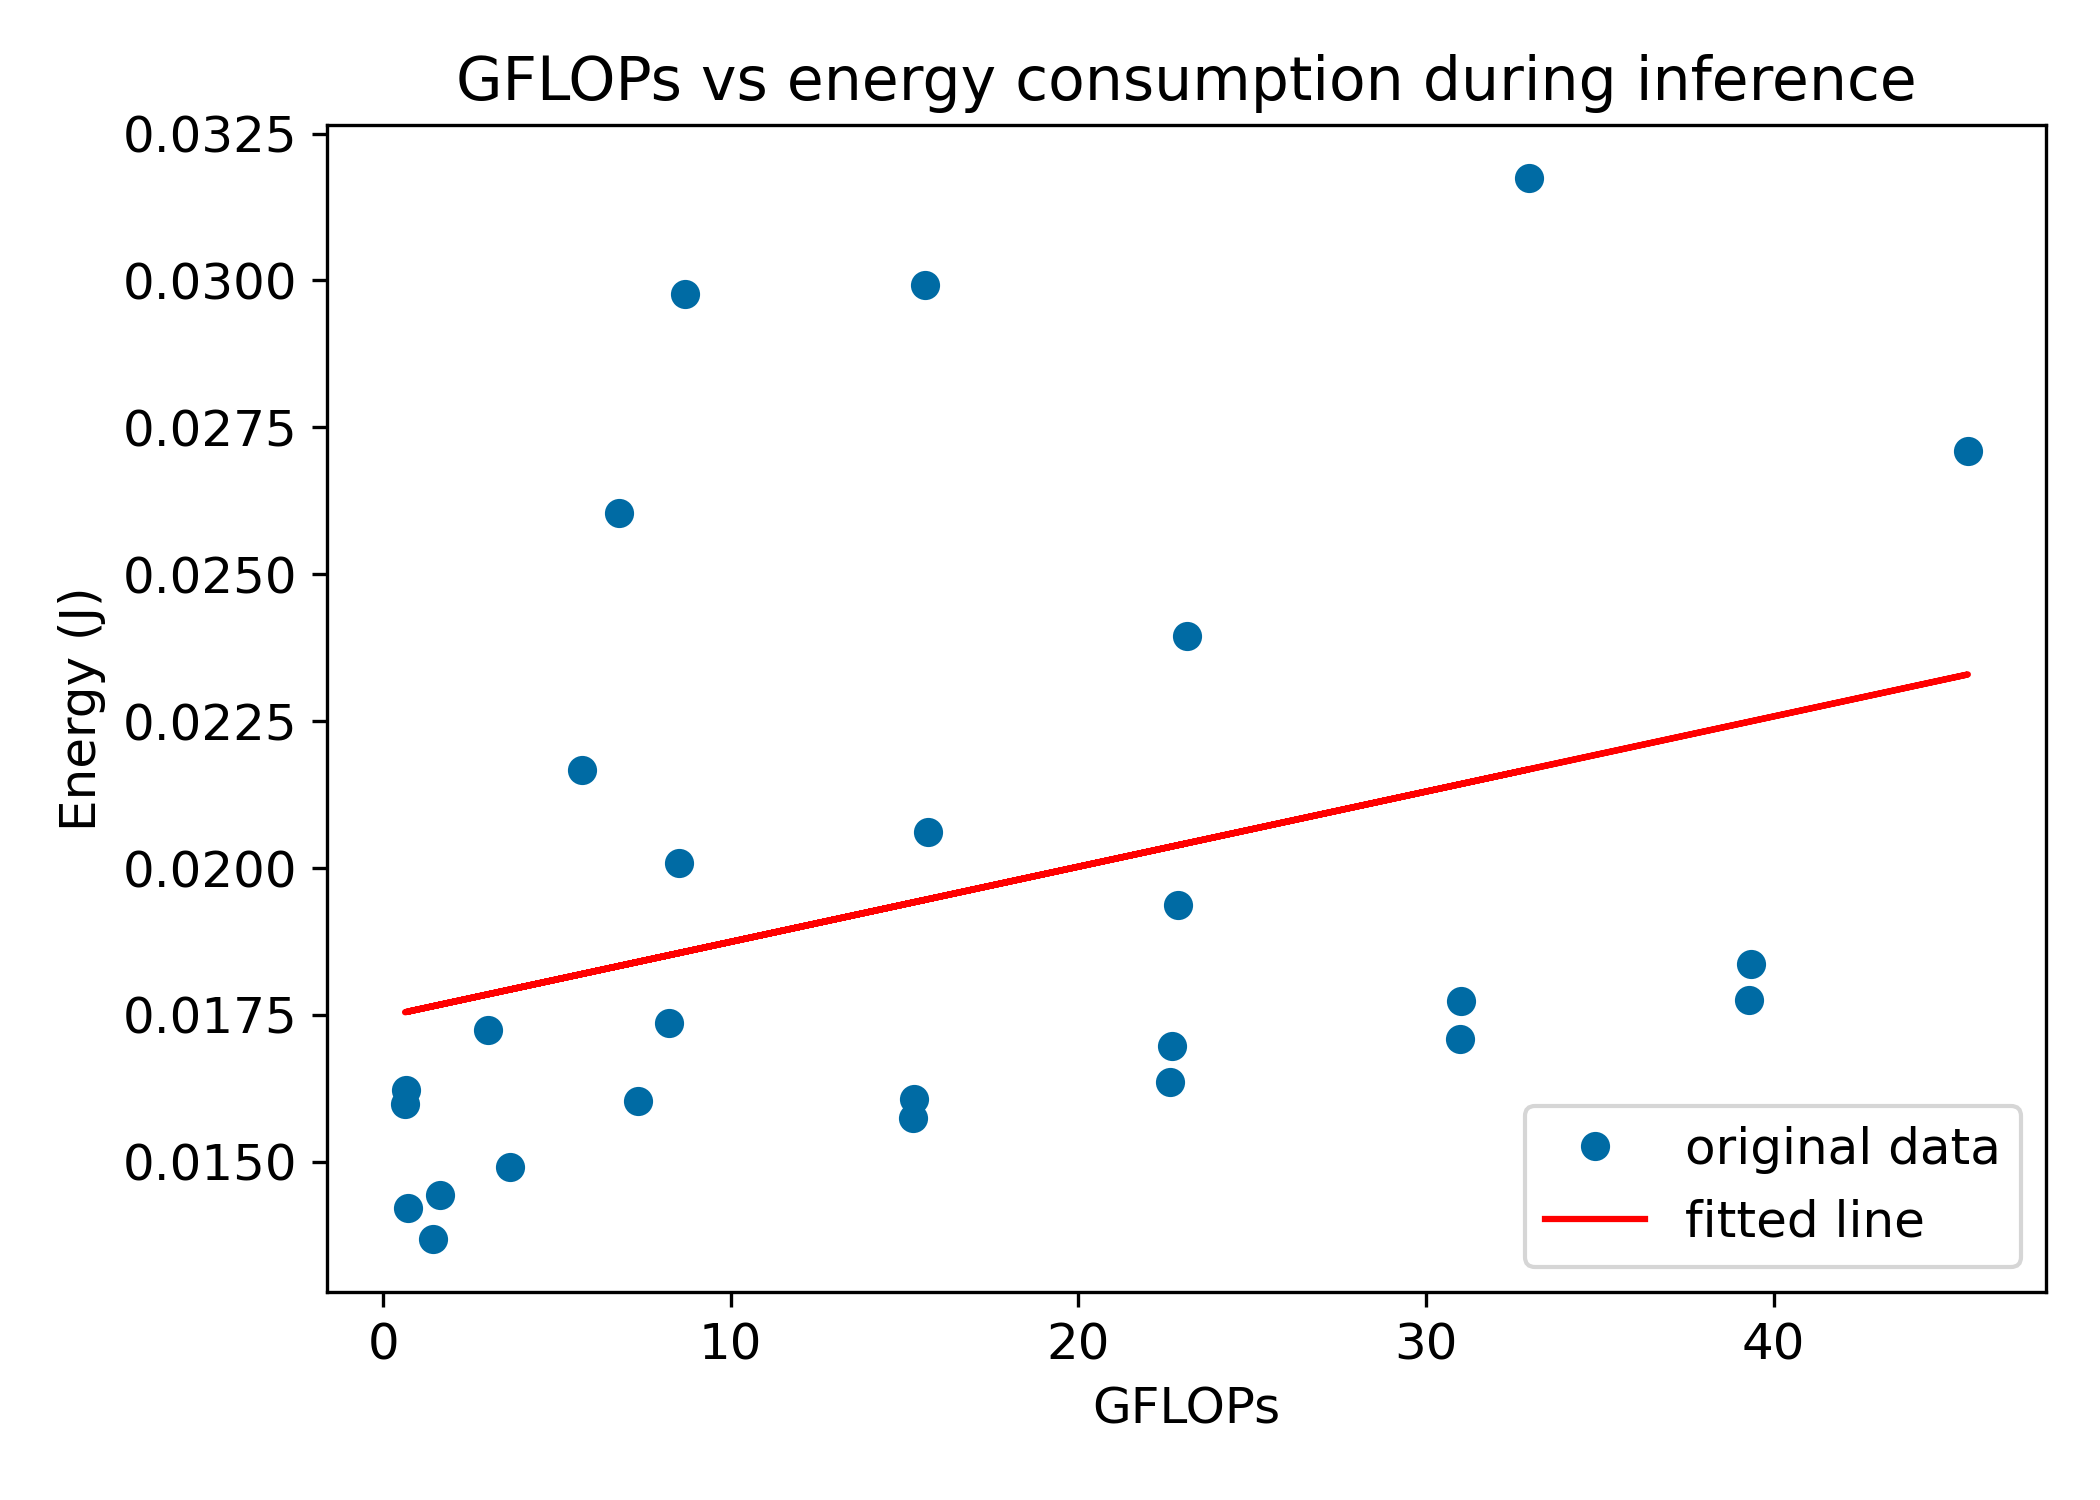 GFLOPs vs energy consumption during inference
0.0325
0.0300
0.0275
0.0250
0.0225
0.0200
0.0175
0.0150
Energy (J)
original data
fitted line
0 10 20 30 40
GFLOPs